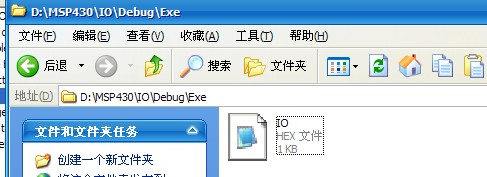 D:\MSP430\IO\Debug\Exe
文件(F) 编辑(E) 查看(V) 收藏(A) 工具(T) 帮助(H)
后退 搜索 文件夹
地址(D) D:\MSP430\IO\Debug\Exe
文件和文件夹任务
创建一个新文件夹
IO
HEX 文件
1 KB